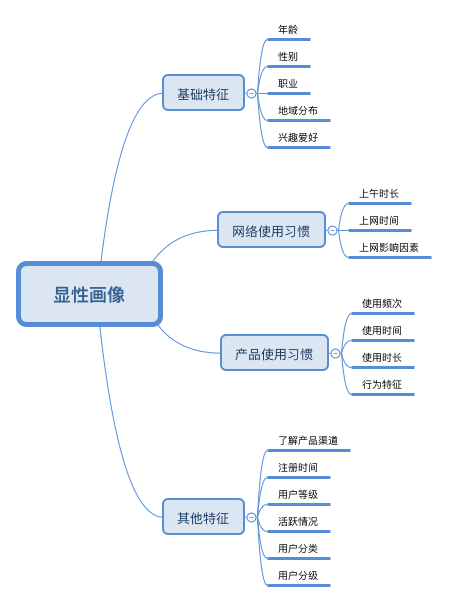 显性画像
基础特征
年龄
性别
职业
地域分布
兴趣爱好
网络使用习惯
上午时长
上网时间
上网影响因素
产品使用习惯
使用频次
使用时间
使用时长
行为特征
其他特征
了解产品渠道
注册时间
用户等级
活跃情况
用户分类
用户分级